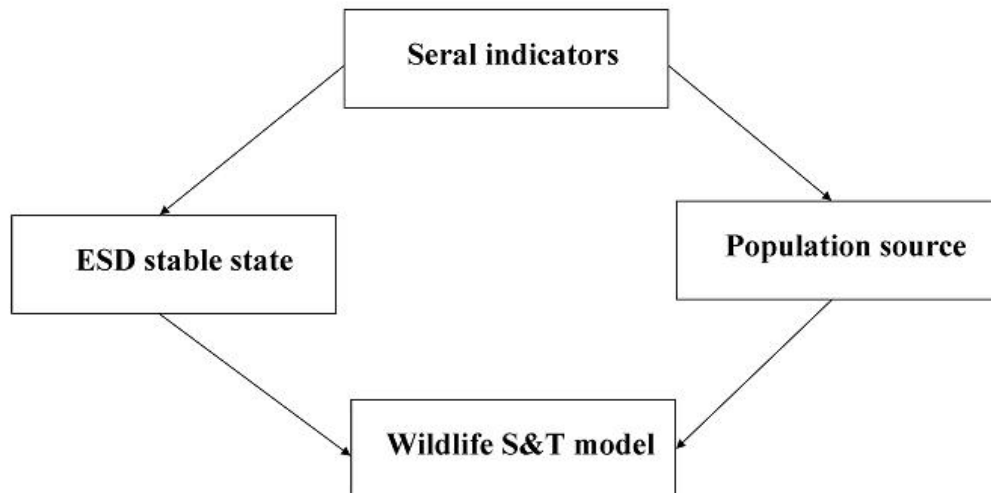 Seral indicators
ESD stable state
Population source
Wildlife S&T model